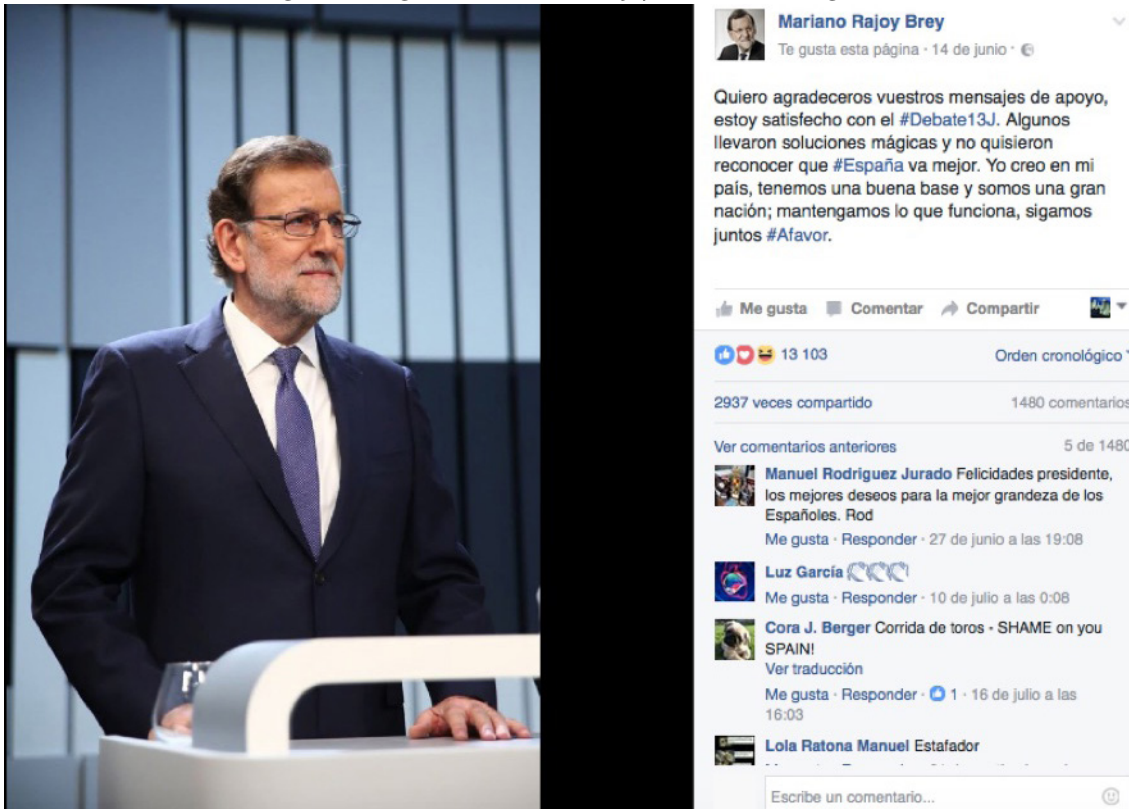 Mariano Rajoy Brey
Te gusta esta página · 14 de junio ·
Quiero agradeceros vuestros mensajes de apoyo,
estoy satisfecho con el #Debate13J. Algunos
llevaron soluciones mágicas y no quisieron
reconocer que #España va mejor. Yo creo en mi
país, tenemos una buena base y somos una gran
nación; mantengamos lo que funciona, sigamos
juntos #Afavor.
Me gusta Comentar Compartir
13 103 Orden cronológico
2937 veces compartido 1480 comentarios
Ver comentarios anteriores 5 de 1480
Manuel Rodriguez Jurado Felicidades presidente,
los mejores deseos para la mejor grandeza de los
Españoles. Rod
Me gusta · Responder · 27 de junio a las 19:08
Luz García
Me gusta · Responder · 10 de julio a las 0:08
Cora J. Berger Corrida de toros - SHAME on you
SPAIN!
Ver traducción
Me gusta · Responder · 1 · 16 de julio a las
16:03
Lola Ratona Manuel Estafador
Escribe un comentario...